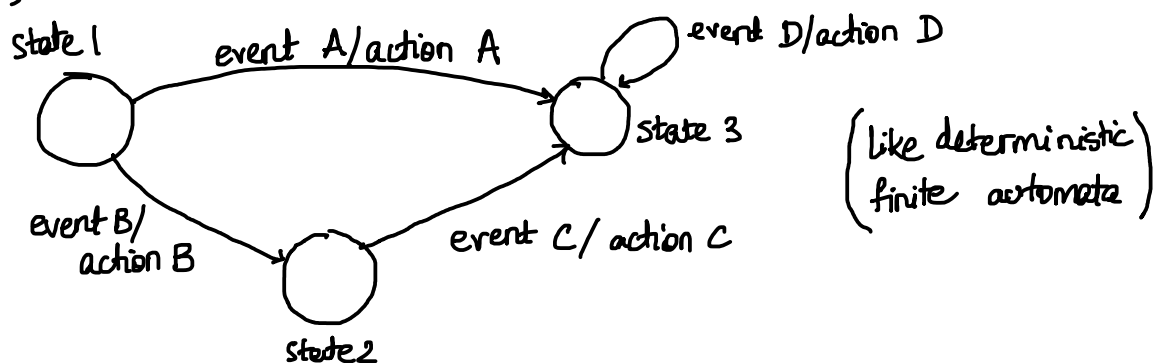 state 1
event A/action A
event D/action D
state 3
(like deterministic
finite automata)
event B/
action B
event C/ action C
state 2